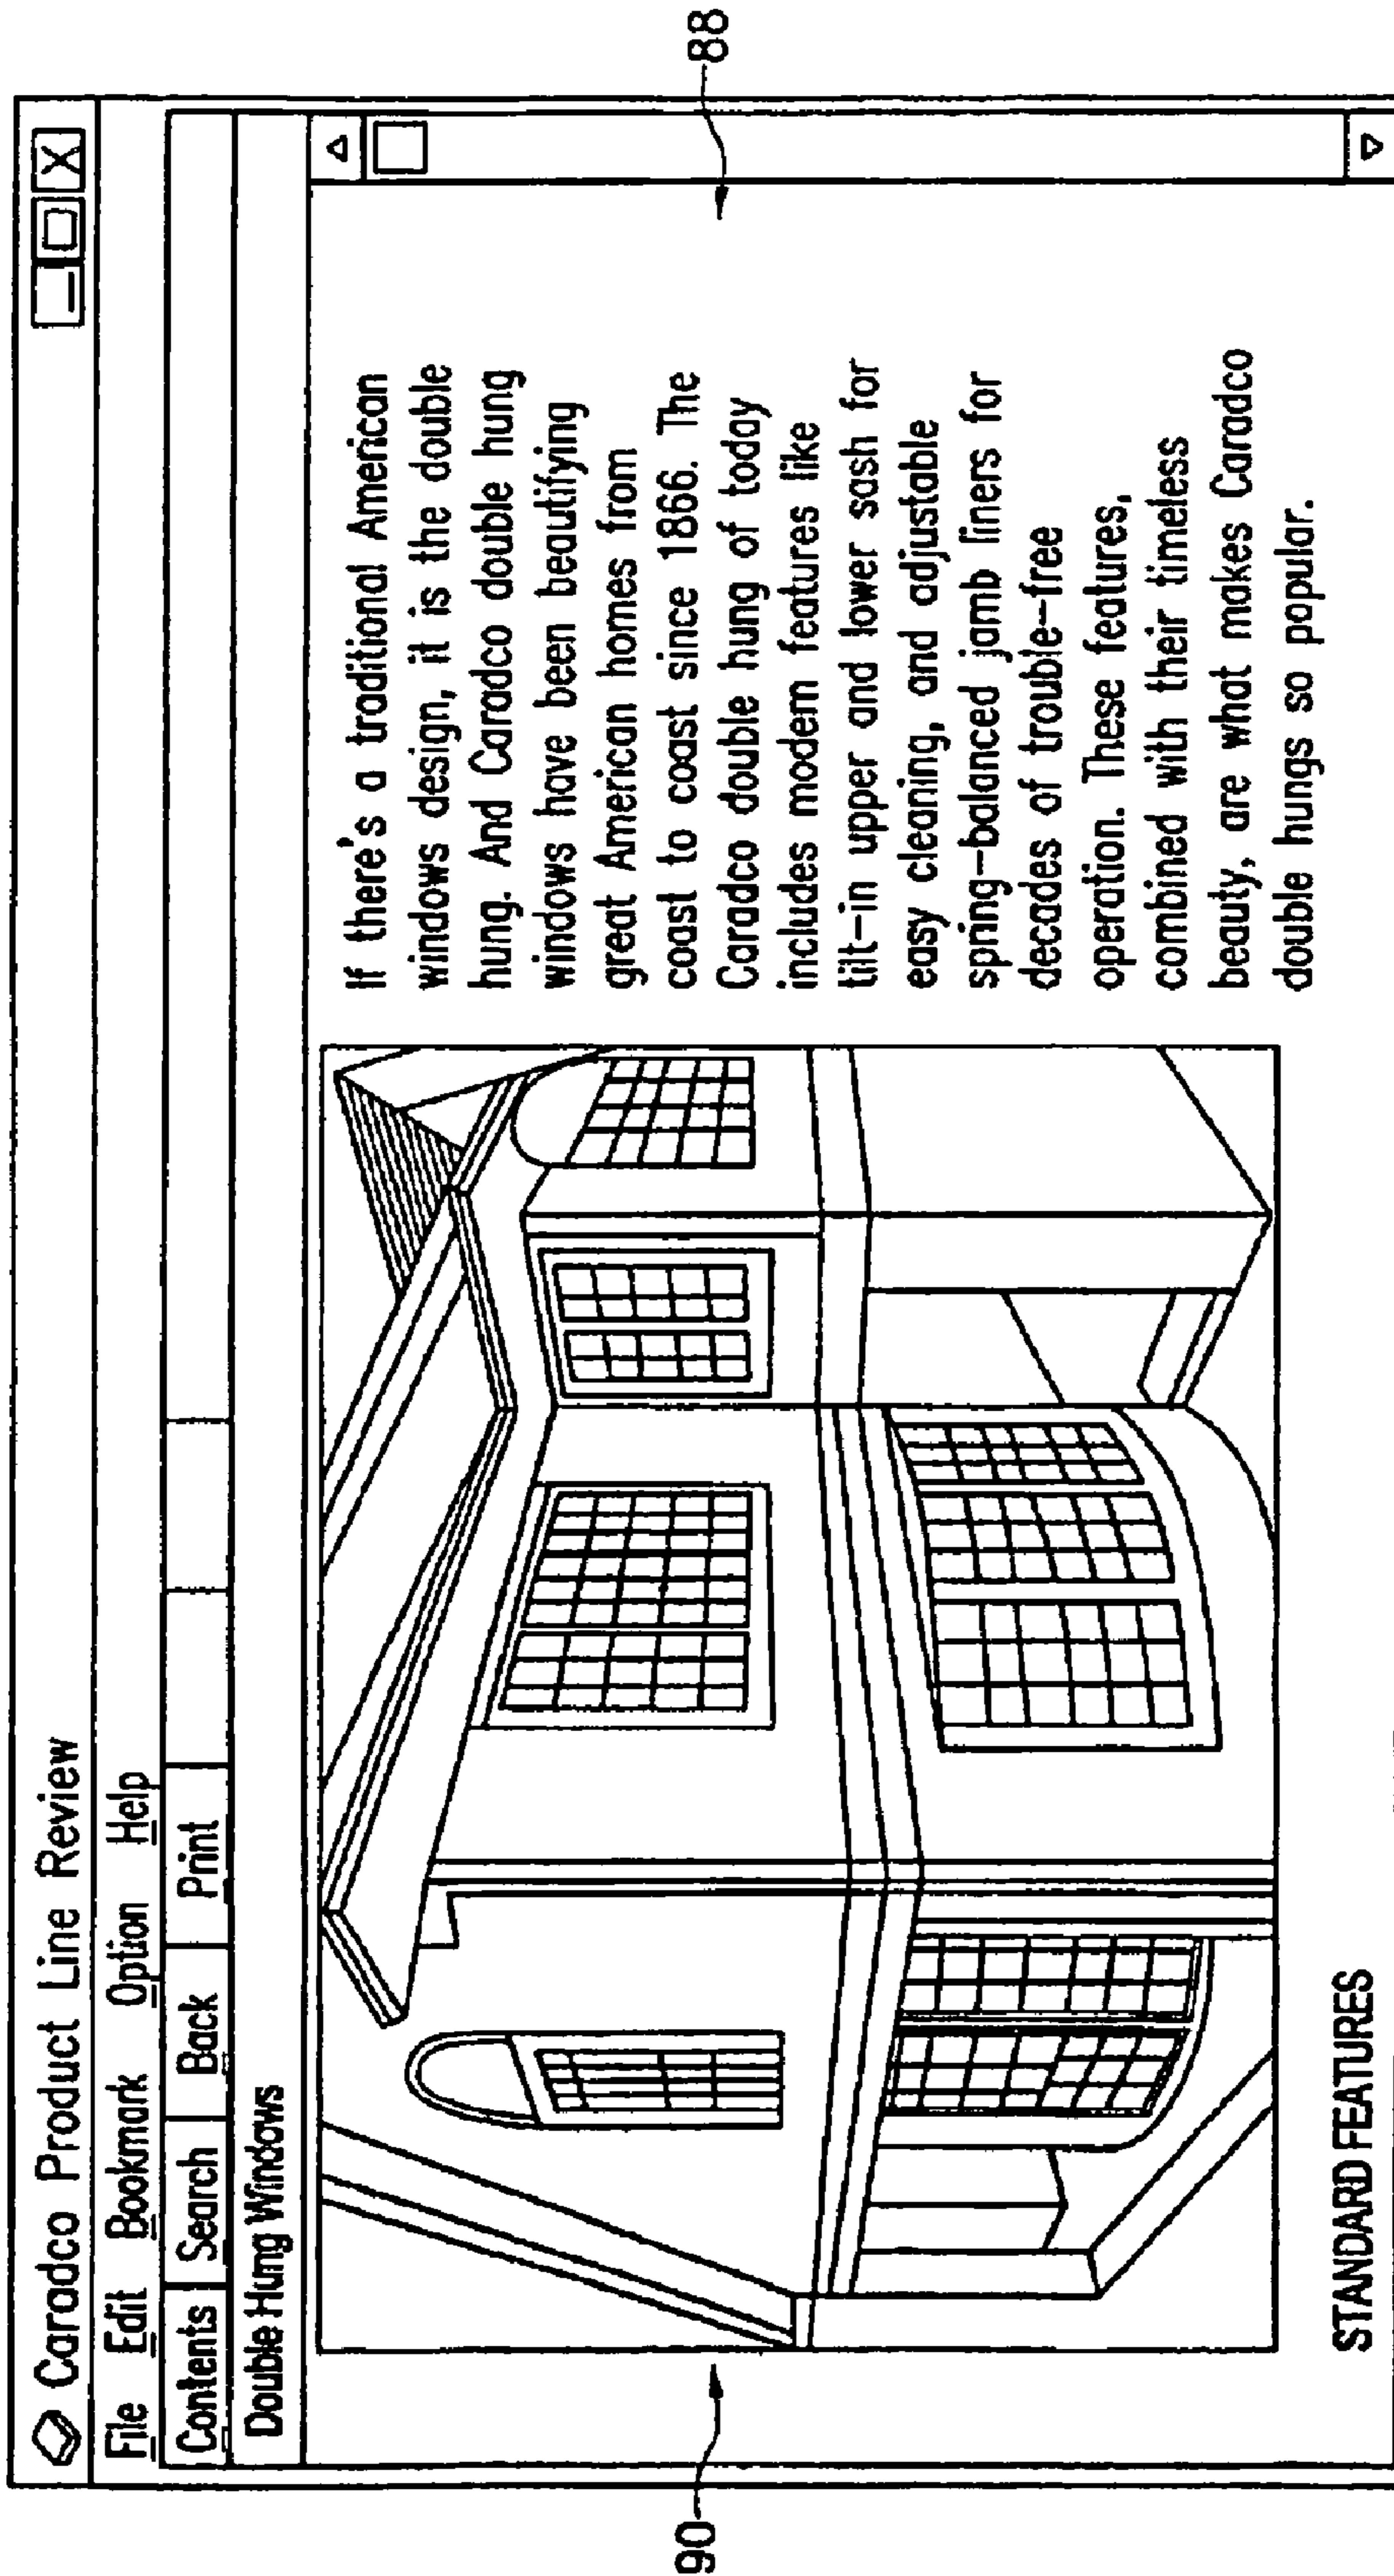 Caradco Product Line Review
File Edit Bookmark Option Help
Contents Search Back Print
Double Hung Windows
If there's a traditional American
windows design, it is the double
hung. And Caradco double hung
windows have been beautifying
great American homes from
coast to coast since 1866. The
Caradco double hung of today
includes modern features like
tilt-in upper and lower sash for
easy cleaning, and adjustable
spring-balanced jamb liners for
decades of trouble-free
operation. These features,
combined with their timeless
beauty, are what makes Caradco
double hungs so popular.
STANDARD FEATURES
90
88